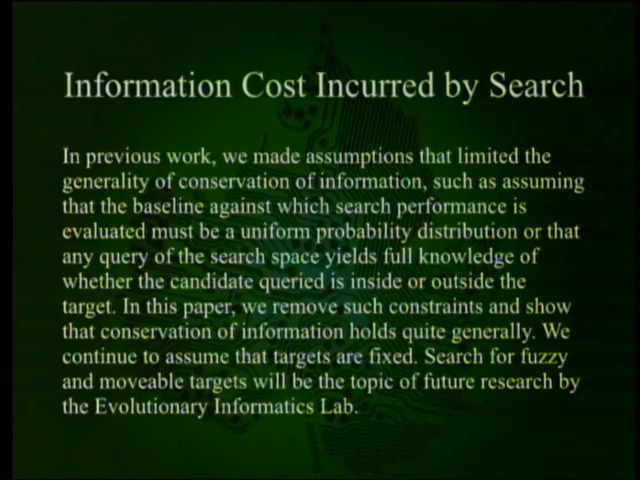 Information Cost Incurred by Search
In previous work, we made assumptions that limited the
generality of conservation of information, such as assuming
that the baseline against which search performance is
evaluated must be a uniform probability distribution or that
any query of the search space yields full knowledge of
whether the candidate queried is inside or outside the
target. In this paper, we remove such constraints and show
that conservation of information holds quite generally. We
continue to assume that targets are fixed. Search for fuzzy
and moveable targets will be the topic of future research by
the Evolutionary Informatics Lab.